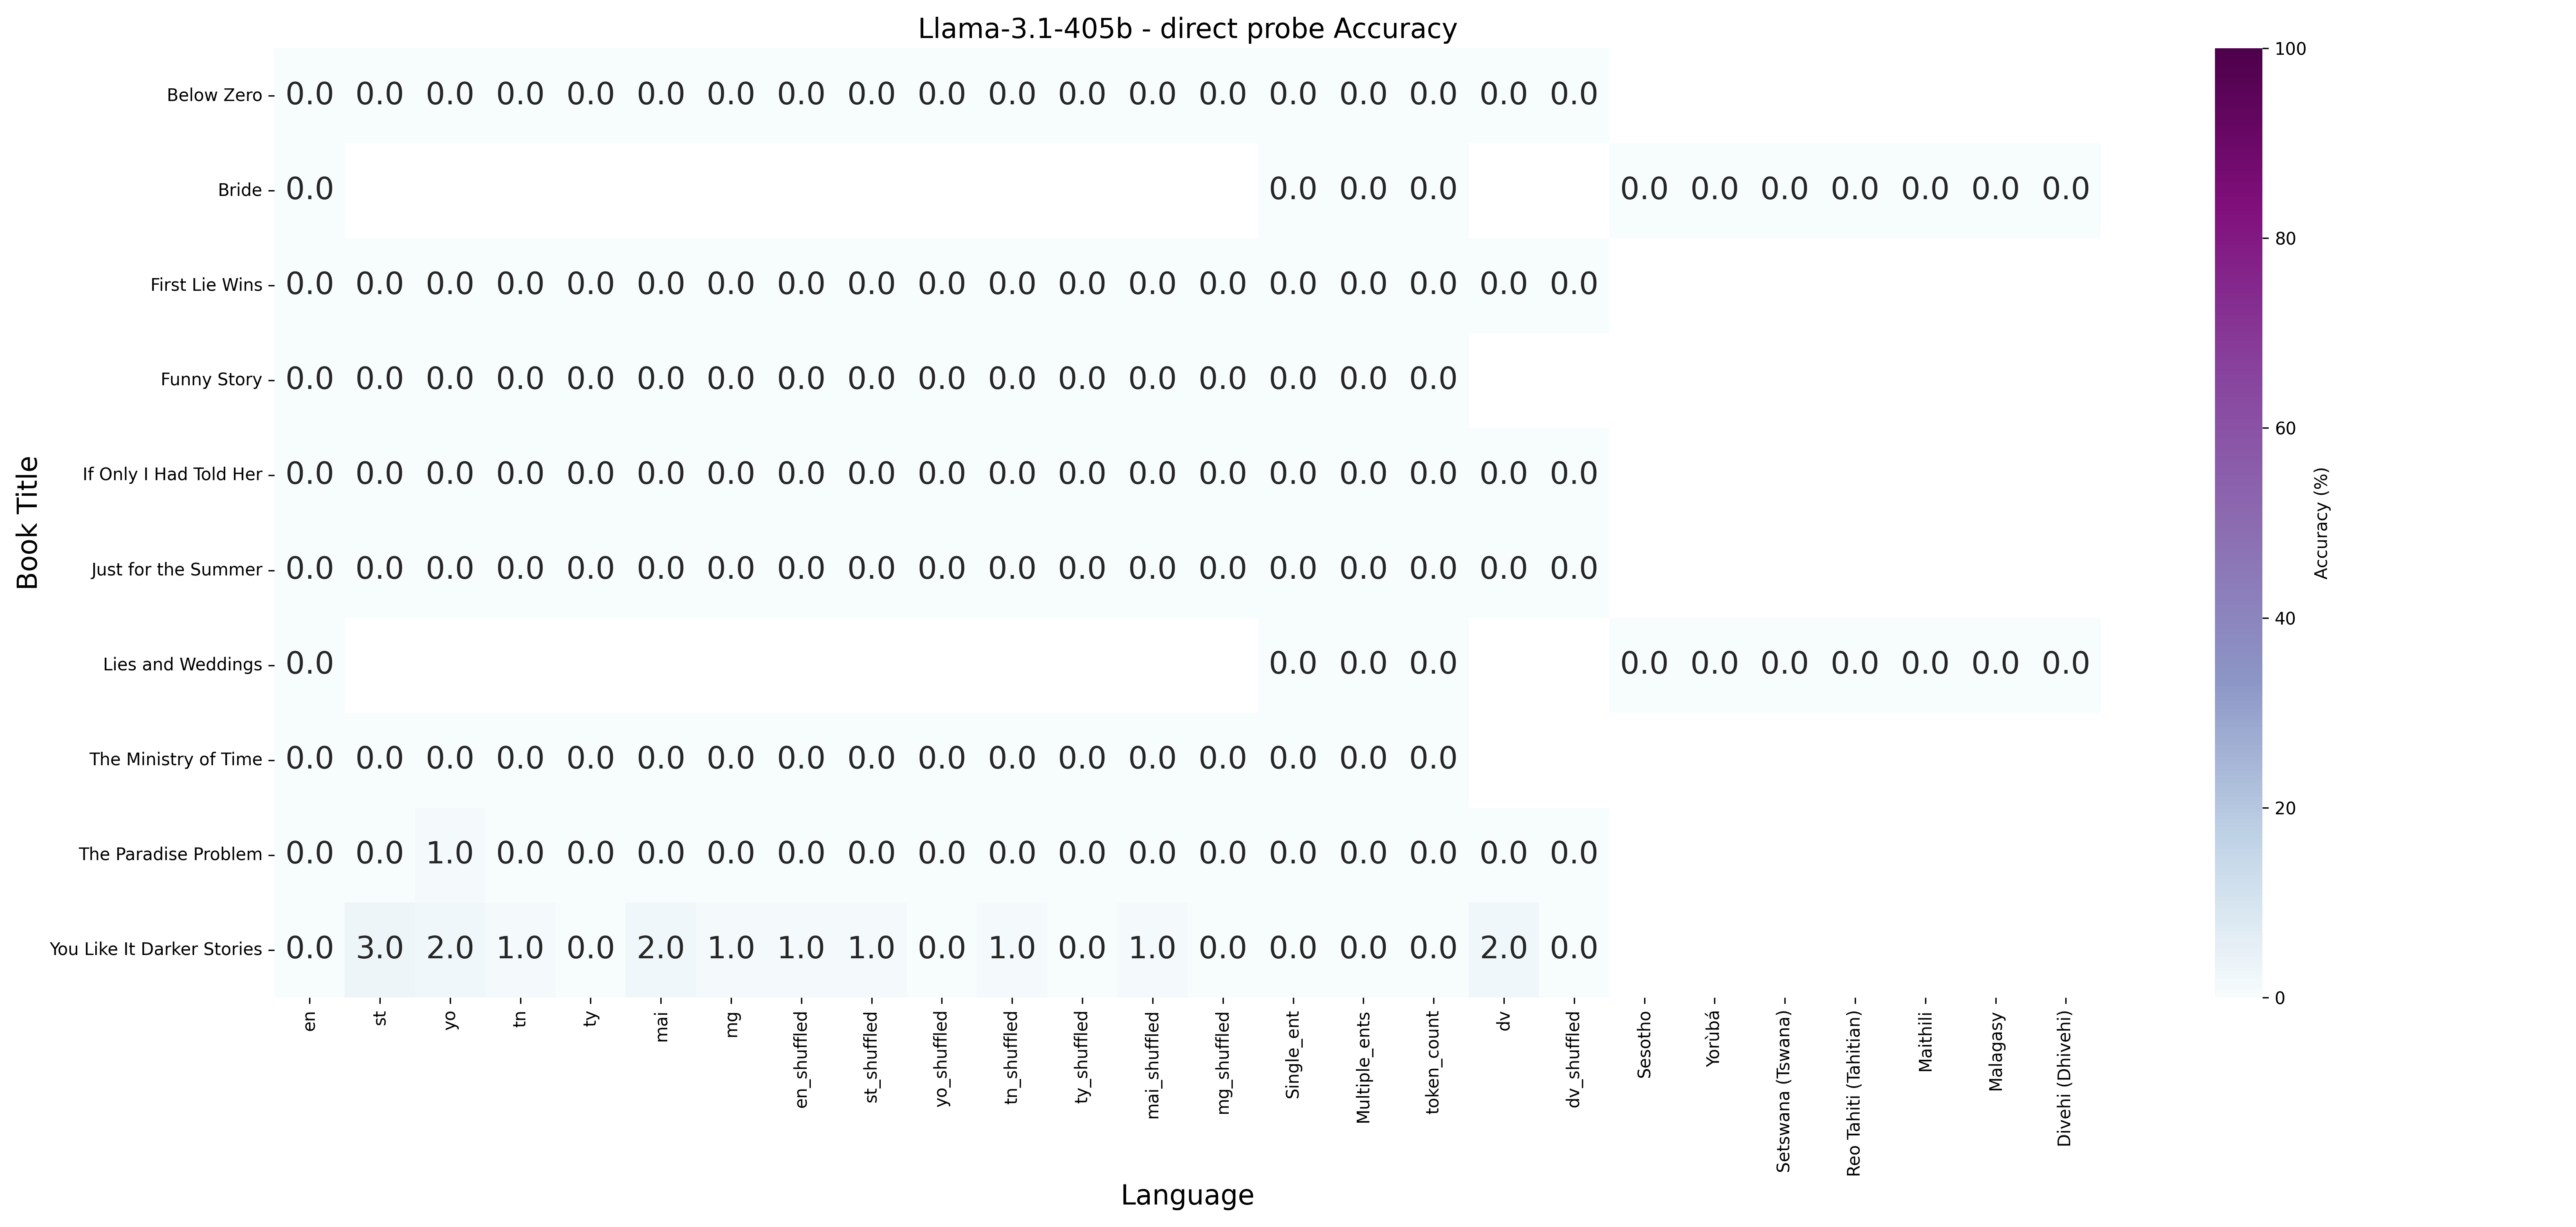 Llama-3.1-405b - direct probe Accuracy
Book Title
Below Zero 0.0 0.0 0.0 0.0 0.0 0.0 0.0 0.0 0.0 0.0 0.0 0.0 0.0 0.0 0.0 0.0 0.0 0.0 0.0
Bride 0.0 0.0 0.0 0.0 0.0 0.0 0.0 0.0 0.0 0.0 0.0
First Lie Wins 0.0 0.0 0.0 0.0 0.0 0.0 0.0 0.0 0.0 0.0 0.0 0.0 0.0 0.0 0.0 0.0 0.0 0.0 0.0
Funny Story 0.0 0.0 0.0 0.0 0.0 0.0 0.0 0.0 0.0 0.0 0.0 0.0 0.0 0.0 0.0 0.0 0.0
If Only I Had Told Her 0.0 0.0 0.0 0.0 0.0 0.0 0.0 0.0 0.0 0.0 0.0 0.0 0.0 0.0 0.0 0.0 0.0 0.0 0.0
Just for the Summer 0.0 0.0 0.0 0.0 0.0 0.0 0.0 0.0 0.0 0.0 0.0 0.0 0.0 0.0 0.0 0.0 0.0 0.0 0.0
Lies and Weddings 0.0 0.0 0.0 0.0 0.0 0.0 0.0 0.0 0.0 0.0 0.0
The Ministry of Time 0.0 0.0 0.0 0.0 0.0 0.0 0.0 0.0 0.0 0.0 0.0 0.0 0.0 0.0 0.0 0.0 0.0
The Paradise Problem 0.0 0.0 1.0 0.0 0.0 0.0 0.0 0.0 0.0 0.0 0.0 0.0 0.0 0.0 0.0 0.0 0.0 0.0 0.0
You Like It Darker Stories 0.0 3.0 2.0 1.0 0.0 2.0 1.0 1.0 1.0 0.0 1.0 0.0 1.0 0.0 0.0 0.0 0.0 2.0 0.0
en
st
yo
tn
ty
mai
mg
en_shuffled
st_shuffled
yo_shuffled
tn_shuffled
ty_shuffled
mai_shuffled
mg_shuffled
Single_ent
Multiple_ents
token_count
dv
dv_shuffled
Sesotho
Yorùbá
Setswana (Tswana)
Reo Tahiti (Tahitian)
Maithili
Malagasy
Divehi (Dhivehi)
Language
100
80
60
40
20
0
Accuracy (%)